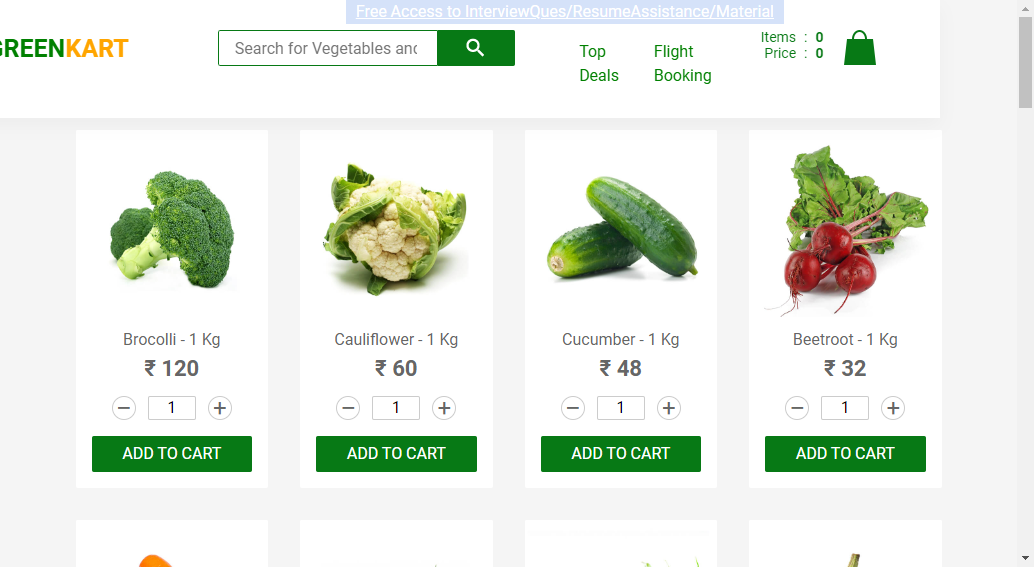 Free Access to InterviewQues/ResumeAssistance/Material
GREENKART
Search for Vegetables and
Top
Deals
Flight
Booking
Items : 0
Price : 0
Brocolli - 1 Kg
Cauliflower - 1 Kg
Cucumber - 1 Kg
Beetroot - 1 Kg
₹ 120
₹ 60
₹ 48
₹ 32
− 1 +
− 1 +
− 1 +
− 1 +
ADD TO CART
ADD TO CART
ADD TO CART
ADD TO CART